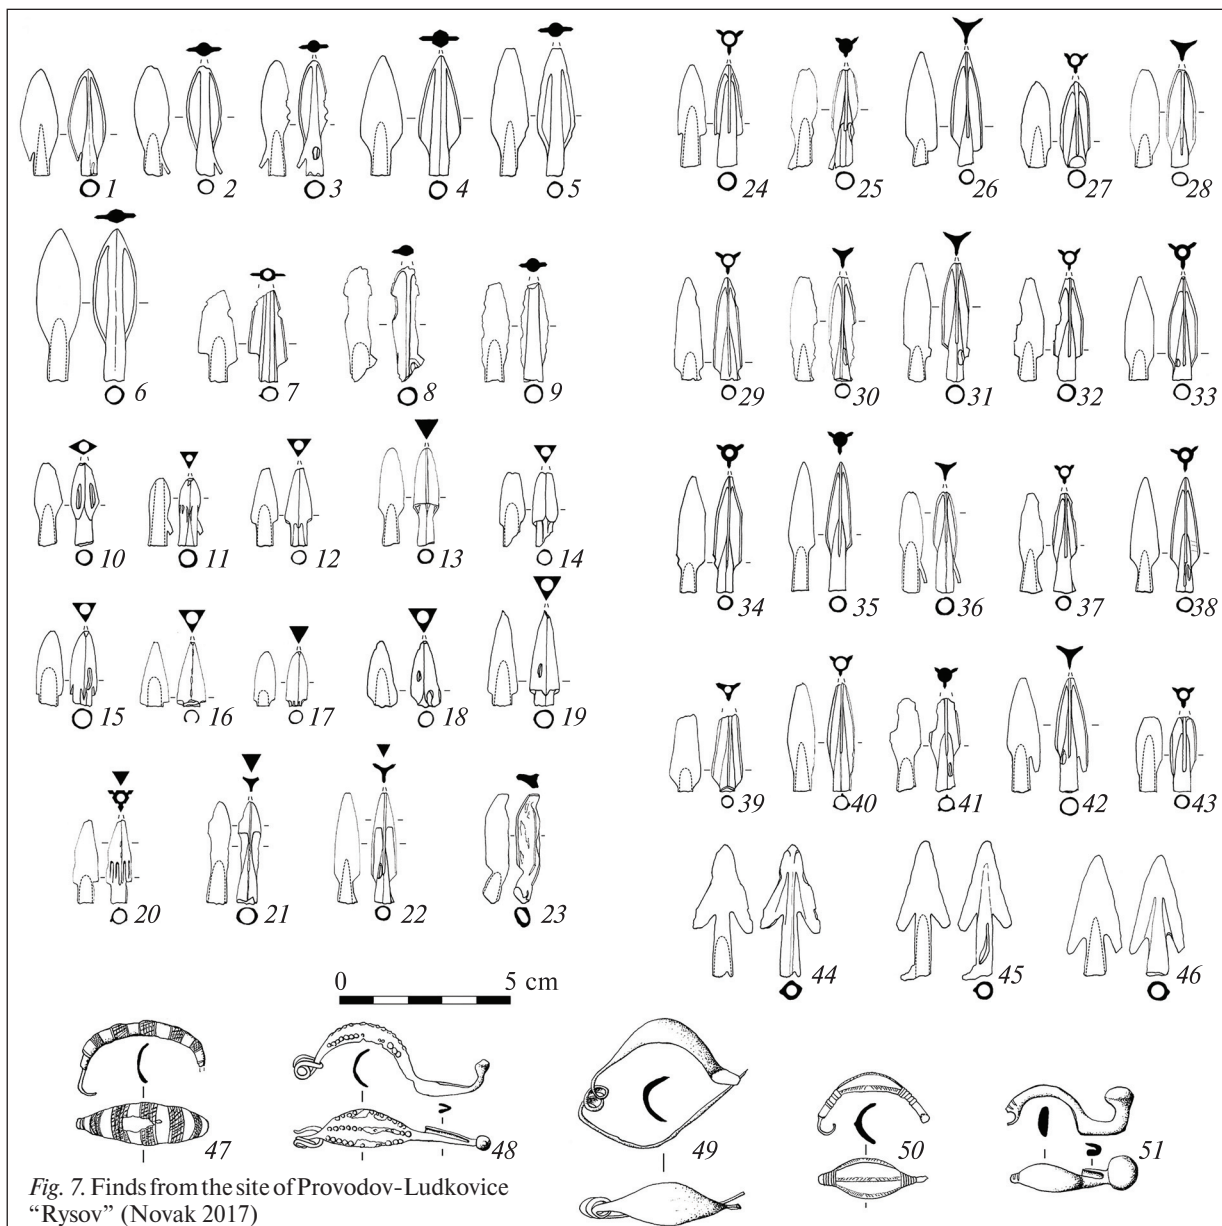 1 2 3 4 5
24 25 26 27 28
6 7 8 9
29 30 31 32 33
10 11 12 13 14
34 35 36 37 38
15 16 17 18 19
39 40 41 42 43
20 21 22 23
44 45 46
0 5 cm
47 48 49 50 51
Fig. 7. Finds from the site of Provodov-Ludkovice
“Rysov” (Novak 2017)